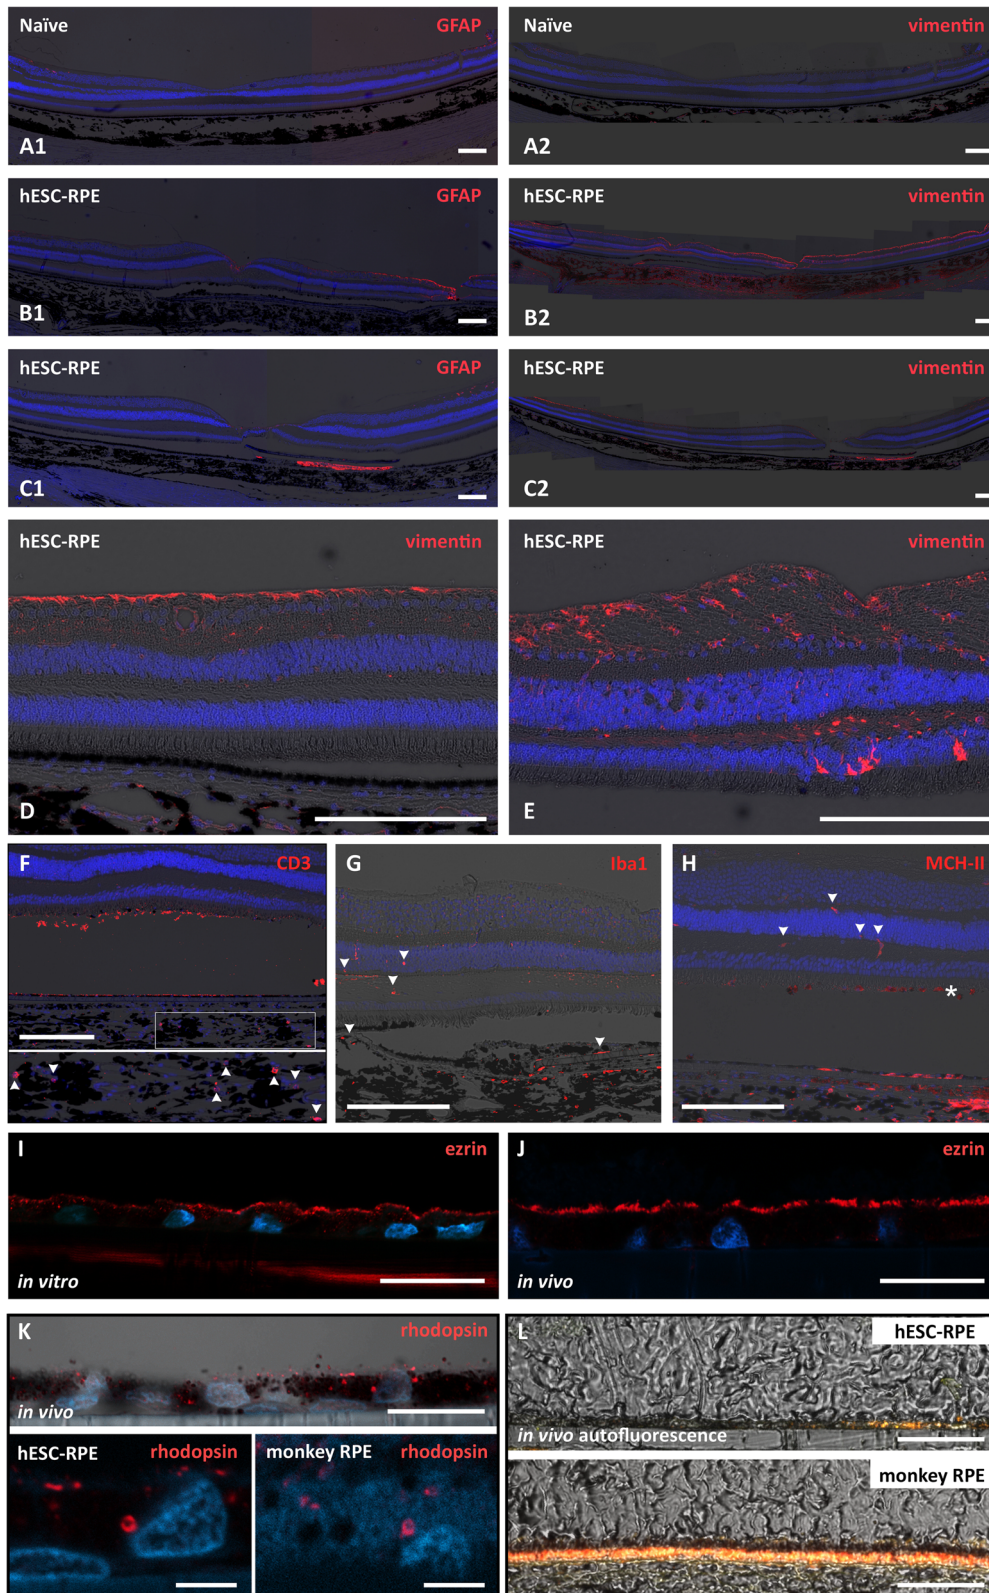 Naïve GFAP
A1
Naïve vimentin
A2
hESC-RPE GFAP
B1
hESC-RPE vimentin
B2
hESC-RPE GFAP
C1
hESC-RPE vimentin
C2
hESC-RPE vimentin
D
hESC-RPE vimentin
E
F CD3
G Iba1
H MCH-II
*
I ezrin
in vitro
J ezrin
in vivo
K rhodopsin
in vivo
hESC-RPE rhodopsin
monkey RPE rhodopsin
L hESC-RPE
in vivo autofluorescence
monkey RPE